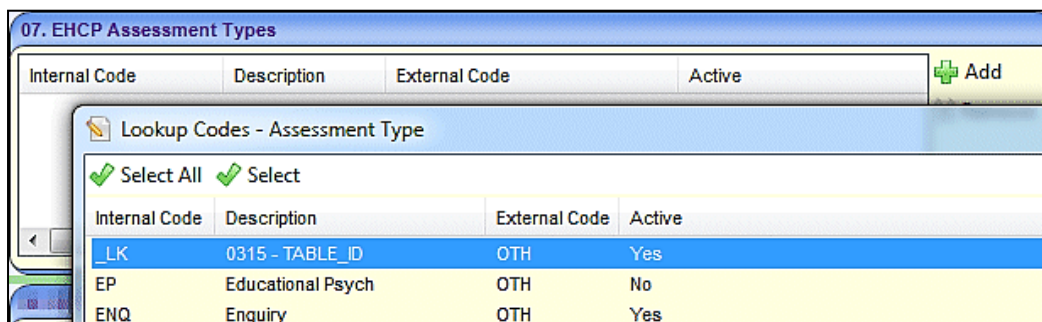 07. EHCP Assessment Types
Internal Code Description External Code Active
Add
Lookup Codes - Assessment Type
Select All Select
Internal Code Description External Code Active
_LK 0315 - TABLE_ID OTH Yes
EP Educational Psych OTH No
ENQ Enquiry OTH Yes